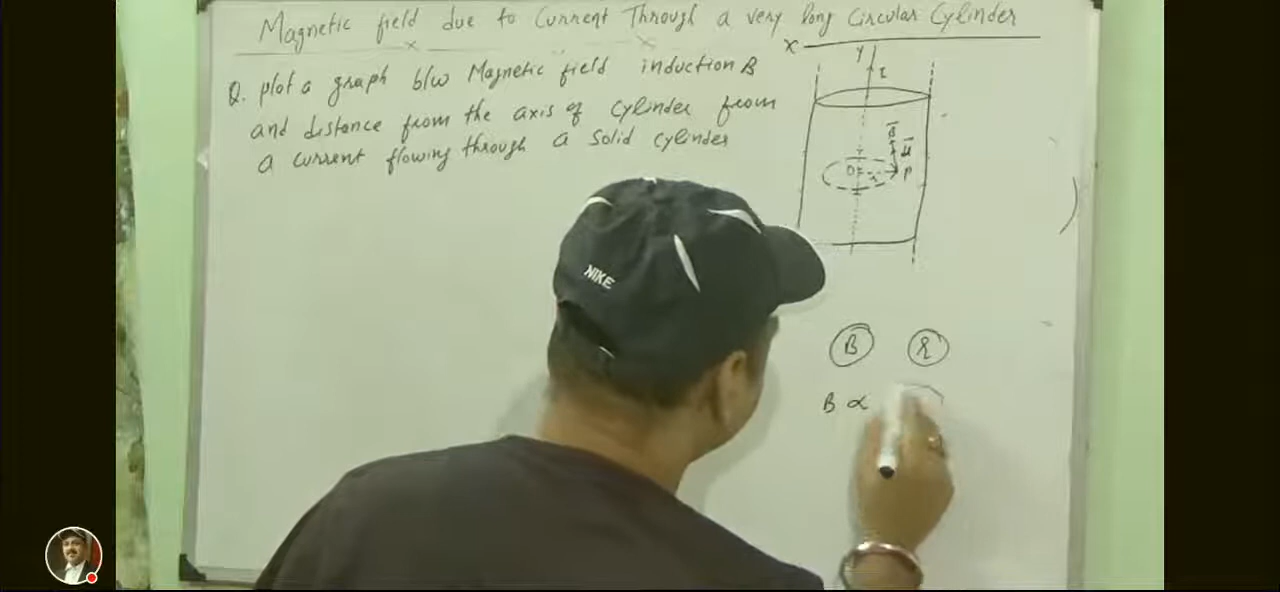 Magnetic field due to Current Through a very long Circular Cylinder
Q. plot a graph b/w Magnetic field induction B
and distance from the axis of cylinder from
a current flowing through a solid cylinder
X
Y
I
B
dl
O
r
P
NIKE
B r
B ∝